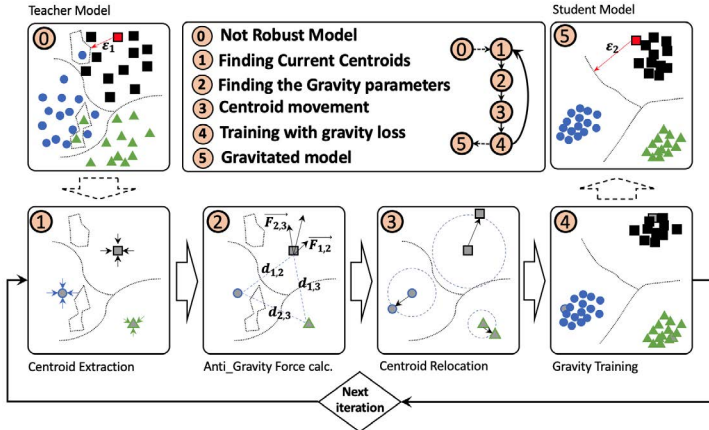 Teacher Model
Student Model
0
ε1
0 Not Robust Model
1 Finding Current Centroids
2 Finding the Gravity parameters
3 Centroid movement
4 Training with gravity loss
5 Gravitated model
0
1
2
3
5
4
5
ε2
1
2
F2,3
F1,2
d1,2
d1,3
d2,3
3
4
Centroid Extraction
Anti_Gravity Force calc.
Centroid Relocation
Gravity Training
Next
iteration